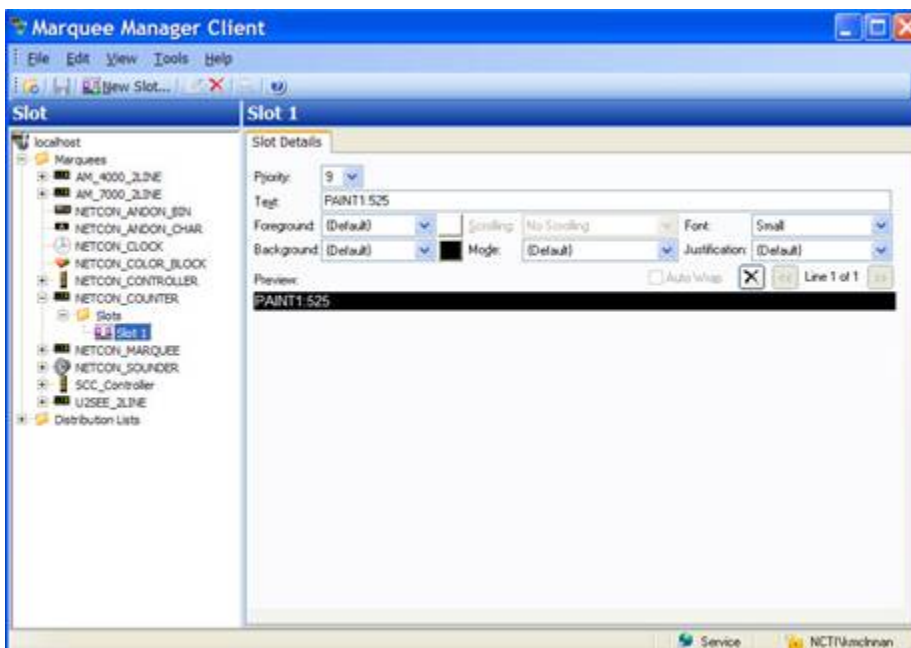 Marquee Manager Client
File Edit View Tools Help
New Slot...
Slot
Slot 1
localhost
Marquees
AM_4000_2LINE
AM_7000_2LINE
NETCON_ANDON_BIN
NETCON_ANDON_CHAR
NETCON_CLOCK
NETCON_COLOR_BLOCK
NETCON_CONTROLLER
NETCON_COUNTER
Slots
Slot 1
NETCON_MARQUEE
NETCON_SOUNDER
SCC_Controller
U2SEE_2LINE
Distribution Lists
Slot Details
Priority: 9
Text: PAINT1:525
Foreground: (Default) Scrolling: No Scrolling Font: Small
Background: (Default) Mode: (Default) Justification: (Default)
Preview: Auto Wrap << Line 1 of 1 >>
PAINT1:525
Service